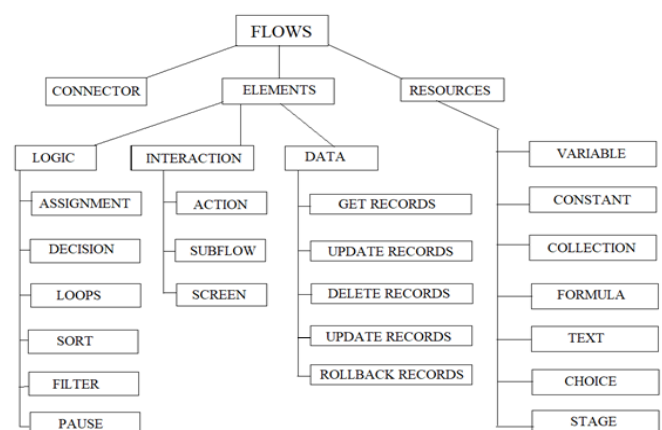 FLOWS
CONNECTOR
ELEMENTS
RESOURCES
LOGIC
INTERACTION
DATA
ASSIGNMENT
DECISION
LOOPS
SORT
FILTER
PAUSE
ACTION
SUBFLOW
SCREEN
GET RECORDS
UPDATE RECORDS
DELETE RECORDS
UPDATE RECORDS
ROLLBACK RECORDS
VARIABLE
CONSTANT
COLLECTION
FORMULA
TEXT
CHOICE
STAGE